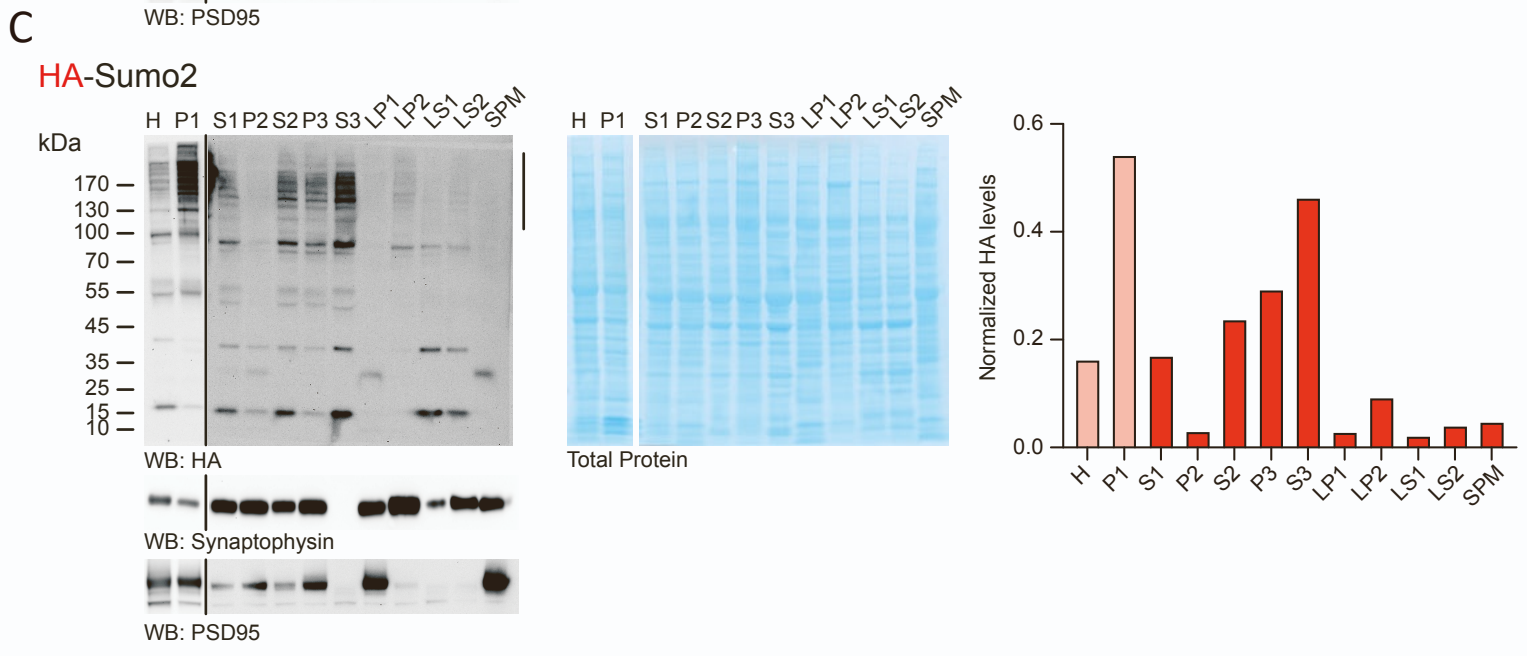 WB: PSD95
C
HA-Sumo2
H P1 S1 P2 S2 P3 S3 LP1 LP2 LS1 LS2 SPM
kDa
170
130
100
70
55
45
35
25
15
10
WB: HA
WB: Synaptophysin
WB: PSD95
H P1 S1 P2 S2 P3 S3 LP1 LP2 LS1 LS2 SPM
Total Protein
Normalized HA levels
0.6
0.4
0.2
0.0
H P1 S1 P2 S2 P3 S3 LP1 LP2 LS1 LS2 SPM